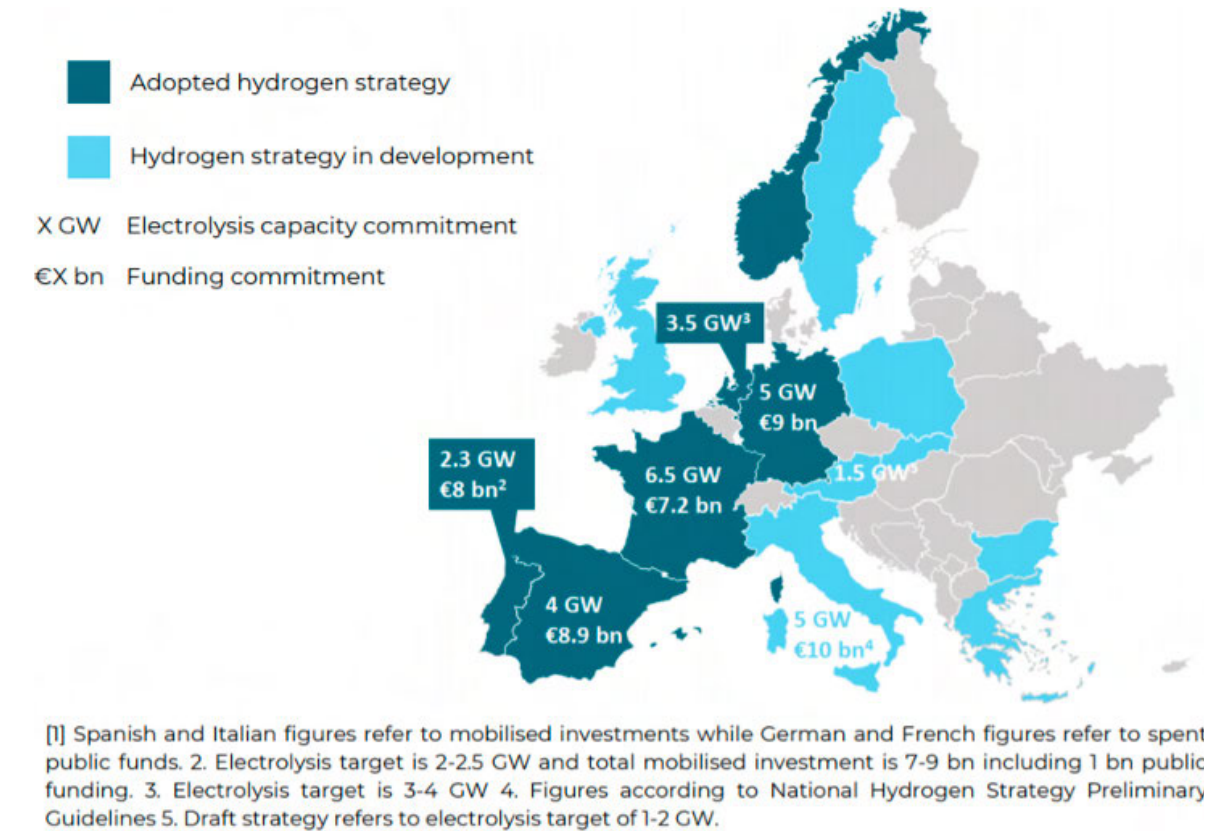 Adopted hydrogen strategy
Hydrogen strategy in development
X GW Electrolysis capacity commitment
€X bn Funding commitment
3.5 GW³
5 GW
€9 bn
2.3 GW
€8 bn²
6.5 GW
€7.2 bn
1.5 GW⁵
4 GW
€8.9 bn
5 GW
€10 bn⁴
[1] Spanish and Italian figures refer to mobilised investments while German and French figures refer to spent
public funds. 2. Electrolysis target is 2-2.5 GW and total mobilised investment is 7-9 bn including 1 bn public
funding. 3. Electrolysis target is 3-4 GW 4. Figures according to National Hydrogen Strategy Preliminary
Guidelines 5. Draft strategy refers to electrolysis target of 1-2 GW.